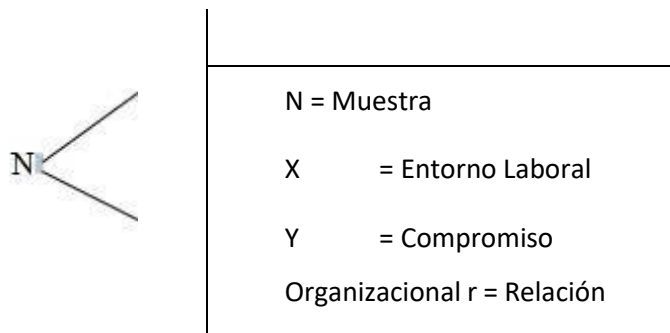 N
N = Muestra
X = Entorno Laboral
Y = Compromiso
Organizacional r = Relación